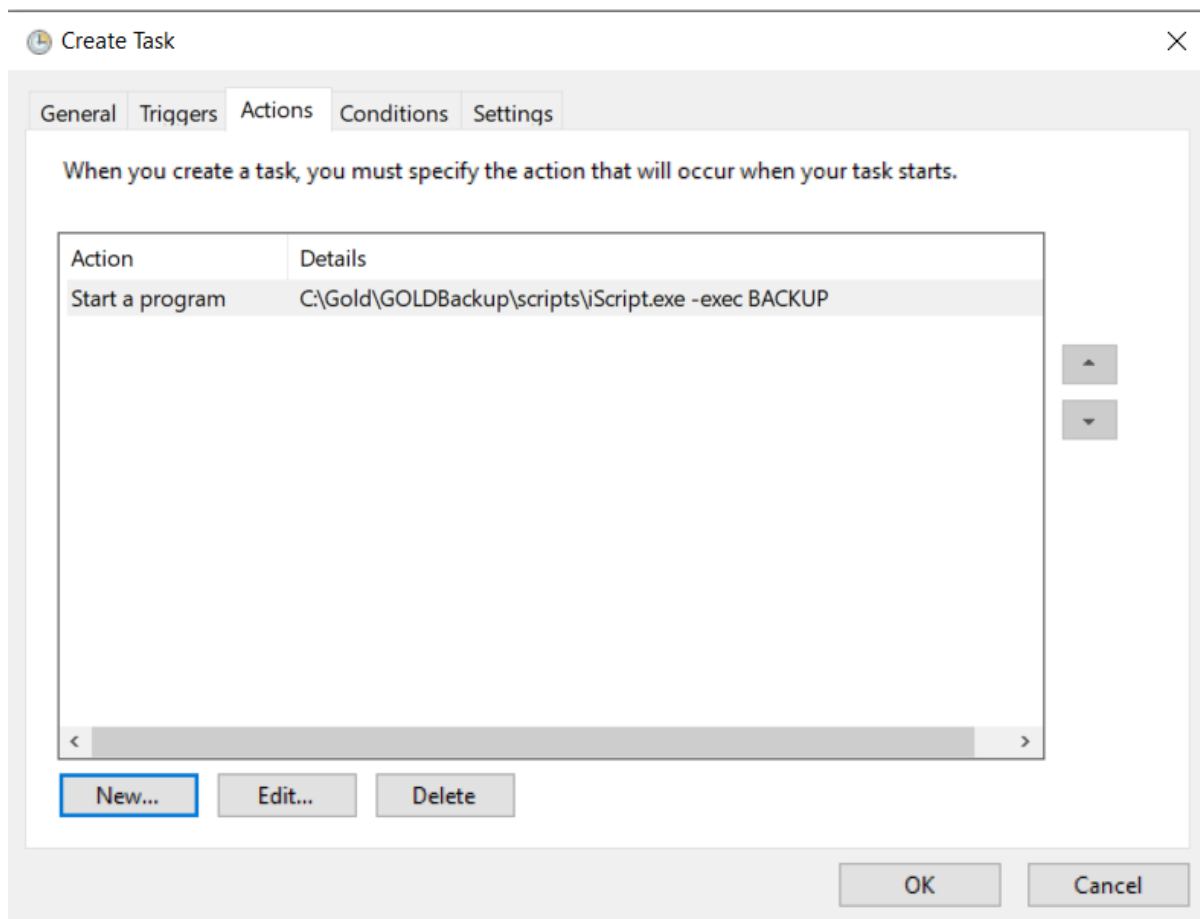 Create Task
General Triggers Actions Conditions Settings
When you create a task, you must specify the action that will occur when your task starts.
Action Details
Start a program C:\Gold\GOLDBackup\scripts\iScript.exe -exec BACKUP
New... Edit... Delete
OK Cancel